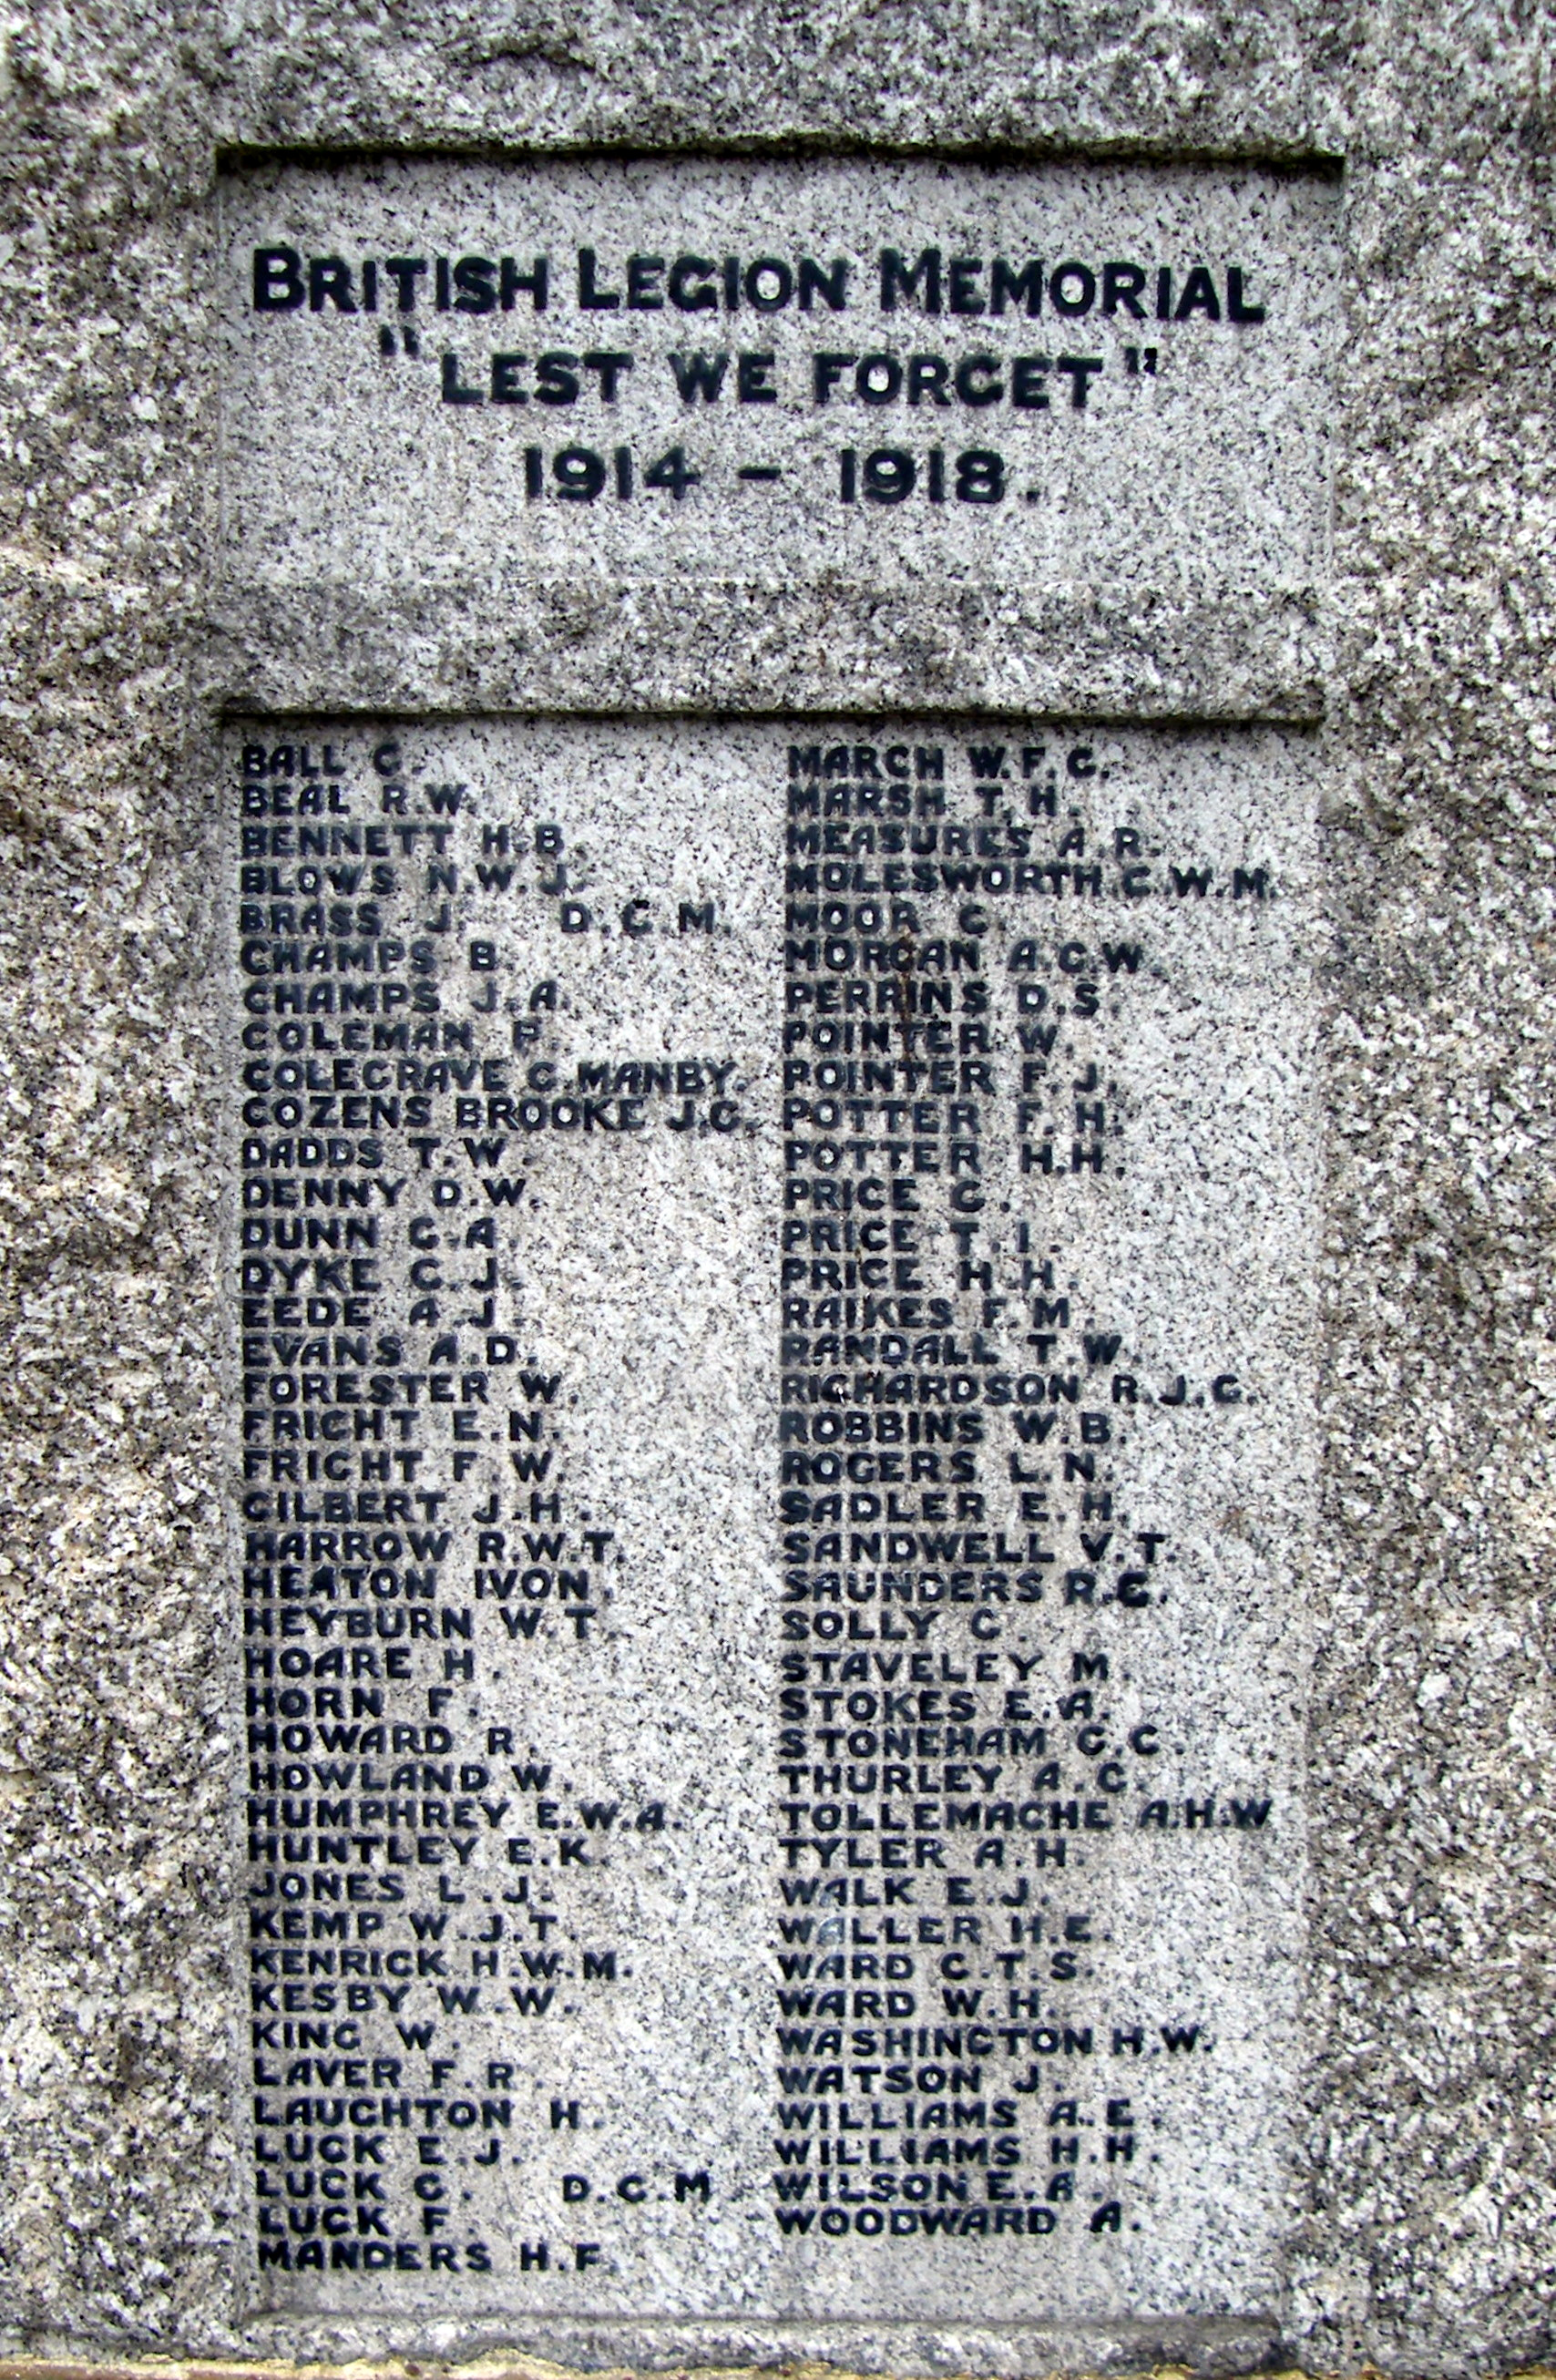 BRITISH LEGION MEMORIAL
"LEST WE FORGET"
1914 - 1918.
BALL C.
BEAL R.W.
BENNETT H.B.
BLOWS N.W.J.
BRASS J. D.C.M.
CHAMPS B.
CHAMPS J.A.
COLEMAN P.
COLEGRAVE G.MANBY.
COZENS BROOKE J.G.
DADDS T.W.
DENNY D.W.
DUNN G.A.
DYKE C.J.
EEDE A.J.
EVANS A.D.
FORESTER W.
FRIGHT E.N.
FRIGHT F.W.
GILBERT J.H.
HARROW R.W.T.
HEATON IVON.
HEYBURN W.T.
HOARE H.
HORN F.
HOWARD R.
HOWLAND W.
HUMPHREY E.W.A.
HUNTLEY E.K.
JONES L.J.
KEMP W.J.T.
KENRICK H.W.M.
KESBY W.W.
KING W.
LAVER F.R.
LAUGHTON H.
LUCK E.J.
LUCK G. D.C.M.
LUCK F.
MANDERS H.F.
MARCH W.F.G.
MARSH T.H.
MEASURES A.R.
MOLESWORTH.C.W.M.
MOOR C.
MORGAN A.G.W.
PERRINS D.S.
POINTER W.
POINTER F.J.
POTTER F.H.
POTTER H.H.
PRICE G.
PRICE T.I.
PRICE H.H.
RAIKES F.M.
RANDALL T.W.
RICHARDSON R.J.G.
ROBBINS W.B.
ROGERS L.N.
SADLER E.H.
SANDWELL V.T.
SAUNDERS R.G.
SOLLY C.
STAVELEY M.
STOKES E.A.
STONEHAM G.C.
THURLEY A.C.
TOLLEMACHE A.H.W
TYLER A.H.
WALK E.J.
WALLER H.E.
WARD C.T.S.
WARD W.H.
WASHINGTON H.W.
WATSON J.
WILLIAMS A.E.
WILLIAMS H.H.
WILSON E.A.
WOODWARD A.